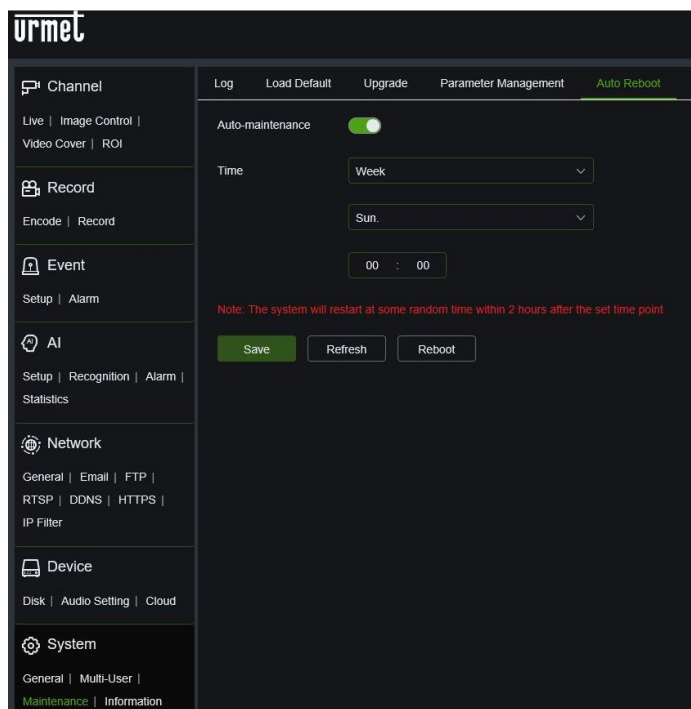 urmet
Channel
Live | Image Control |
Video Cover | ROI
Record
Encode | Record
Event
Setup | Alarm
AI
Setup | Recognition | Alarm |
Statistics
Network
General | Email | FTP |
RTSP | DDNS | HTTPS |
IP Filter
Device
Disk | Audio Setting | Cloud
System
General | Multi-User |
Maintenance | Information
Log Load Default Upgrade Parameter Management Auto Reboot
Auto-maintenance
Time Week
Sun.
00 : 00
Note: The system will restart at some random time within 2 hours after the set time point
Save Refresh Reboot